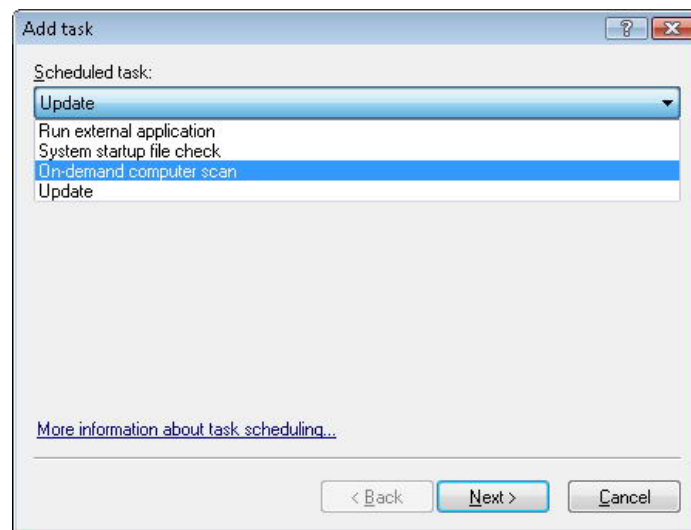 Add task
Scheduled task:
Update
Run external application
System startup file check
On-demand computer scan
Update
More information about task scheduling...
< Back
Next >
Cancel